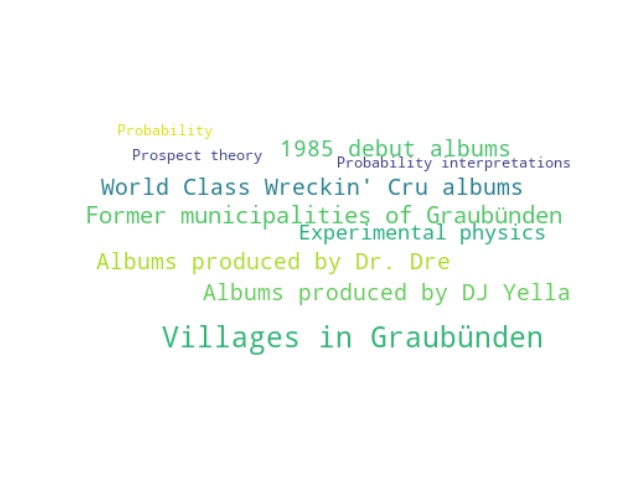 Probability
1985 debut albums
Prospect theory
Probability interpretations
World Class Wreckin' Cru albums
Former municipalities of Graubünden
Experimental physics
Albums produced by Dr. Dre
Albums produced by DJ Yella
Villages in Graubünden